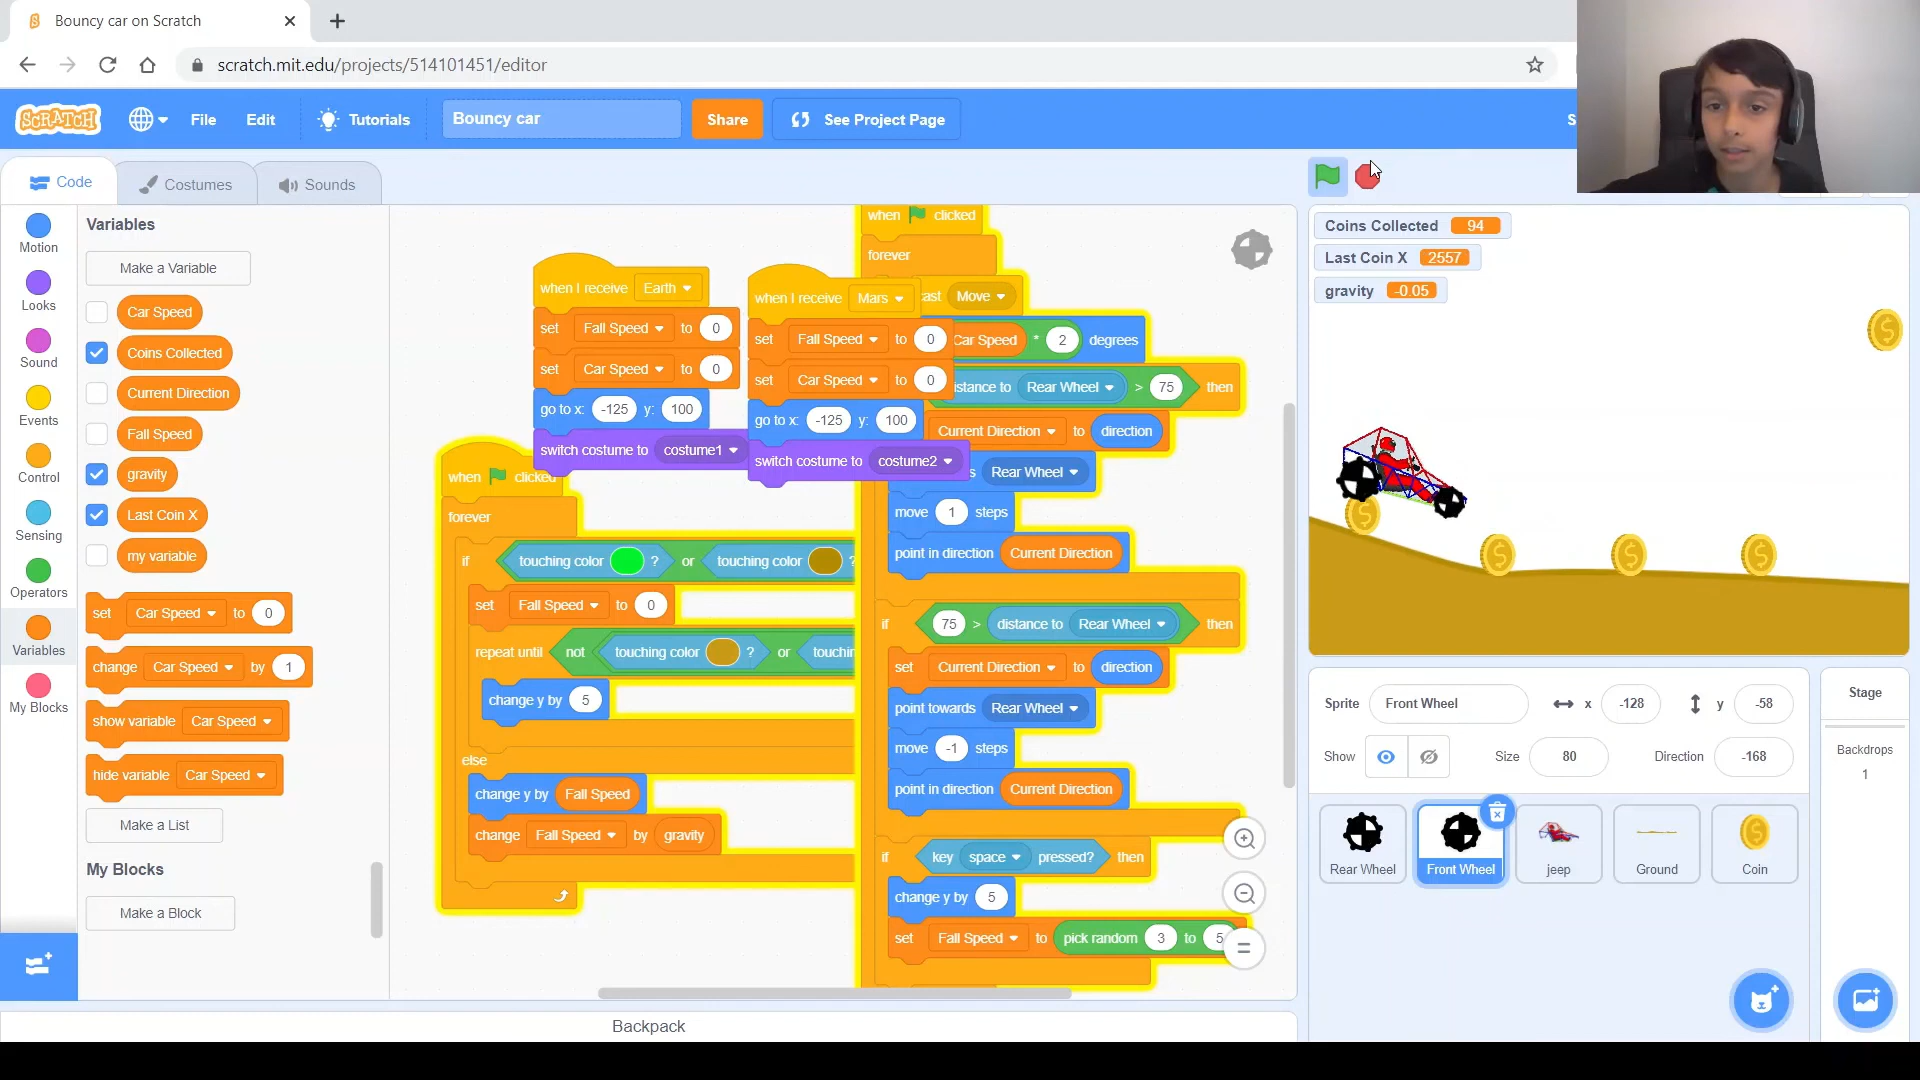 Bouncy car on Scratch
scratch.mit.edu/projects/514101451/editor
SCRATCH
File
Edit
Tutorials
Bouncy car
Share
See Project Page
S
Code
Costumes
Sounds
Motion
Looks
Sound
Events
Control
Sensing
Operators
Variables
My Blocks
Variables
Make a Variable
Car Speed
Coins Collected
Current Direction
Fall Speed
gravity
Last Coin X
my variable
set Car Speed to 0
change Car Speed by 1
show variable Car Speed
hide variable Car Speed
Make a List
My Blocks
Make a Block
when I receive Earth
set Fall Speed to 0
set Car Speed to 0
go to x: -125 y: 100
switch costume to costume1
when I receive Mars
set Fall Speed to 0
set Car Speed to 0
go to x: -125 y: 100
switch costume to costume2
when clicked
forever
if touching color ? or touching color ?
set Fall Speed to 0
repeat until not touching color ? or touchin
change y by 5
else
change y by Fall Speed
change Fall Speed by gravity
when clicked
forever
ast Move
Car Speed * 2 degrees
istance to Rear Wheel > 75 then
Current Direction to direction
s Rear Wheel
move 1 steps
point in direction Current Direction
if 75 > distance to Rear Wheel then
set Current Direction to direction
point towards Rear Wheel
move -1 steps
point in direction Current Direction
if key space pressed? then
change y by 5
set Fall Speed to pick random 3 to 5
Backpack
Coins Collected 94
Last Coin X 2557
gravity -0.05
Sprite Front Wheel x -128 y -58
Show Size 80 Direction -168
Rear Wheel
Front Wheel
jeep
Ground
Coin
Stage
Backdrops
1